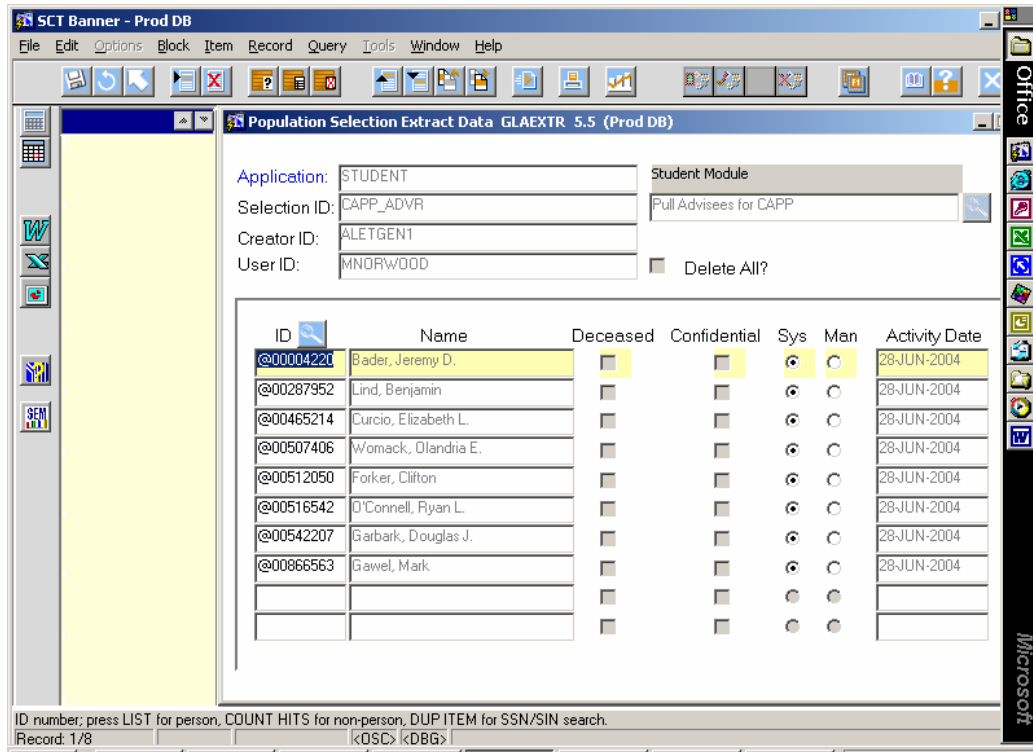 SCT Banner - Prod DB
File Edit Options Block Item Record Query Tools Window Help
Office
Population Selection Extract Data GLAEXTR 5.5 (Prod DB)
Application: STUDENT Student Module
Selection ID: CAPP_ADVR Pull Advisees for CAPP
Creator ID: ALETGEN1
User ID: MNORWOOD Delete All?
ID Name Deceased Confidential Sys Man Activity Date
@00004220 Bader, Jeremy D. 28-JUN-2004
@00287952 Lind, Benjamin 28-JUN-2004
@00465214 Curcio, Elizabeth L. 28-JUN-2004
@00507406 Womack, Olandria E. 28-JUN-2004
@00512050 Forker, Clifton 28-JUN-2004
@00516542 O'Connell, Ryan L. 28-JUN-2004
@00542207 Garbark, Douglas J. 28-JUN-2004
@00866563 Gawel, Mark 28-JUN-2004
SEM
Microsoft
ID number; press LIST for person, COUNT HITS for non-person, DUP ITEM for SSN/SIN search.
Record: 1/8 <OSC> <DBG>